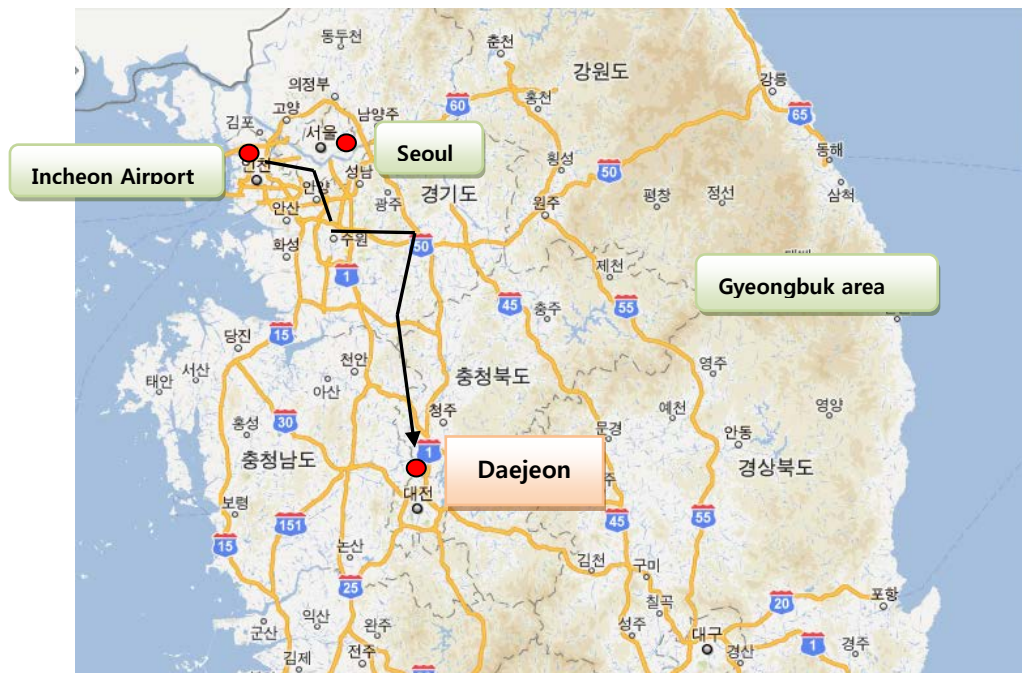 동두천
춘천
강원도
강릉
의정부
고양
남양주
60
홍천
65
김포
서울
Seoul
동해
Incheon Airport
인천
성남
횡성
50
안양
광주
경기도
평창
정선
삼척
안산
원주
수원
화성
50
제천
1
Gyeongbuk area
45
충주
55
15
당진
천안
영주
서산
태안
아산
충청북도
예천
영양
홍성
30
청주
문경
안동
충청남도
1
Daejeon
경상북도
대전
보령
151
45
55
15
논산
김천
구미
25
칠곡
20
포항
익산
군산
완주
성주
대구
김제
전주
경산
1
경주